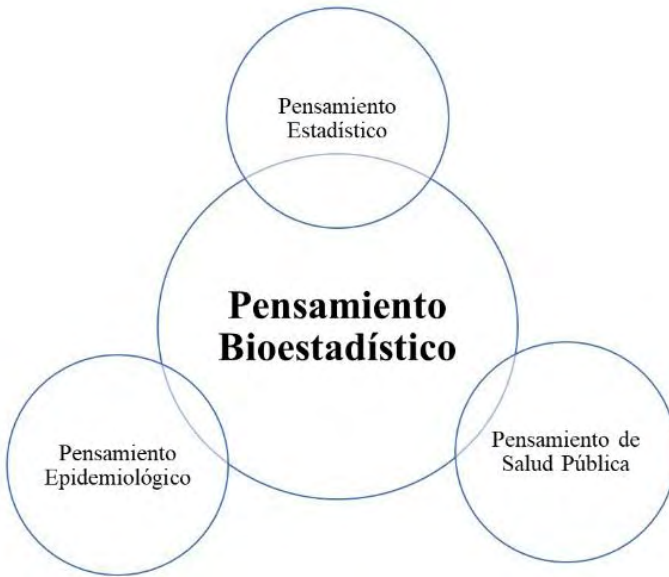 Pensamiento
Estadístico
Pensamiento
Bioestadístico
Pensamiento
Epidemiológico
Pensamiento de
Salud Pública